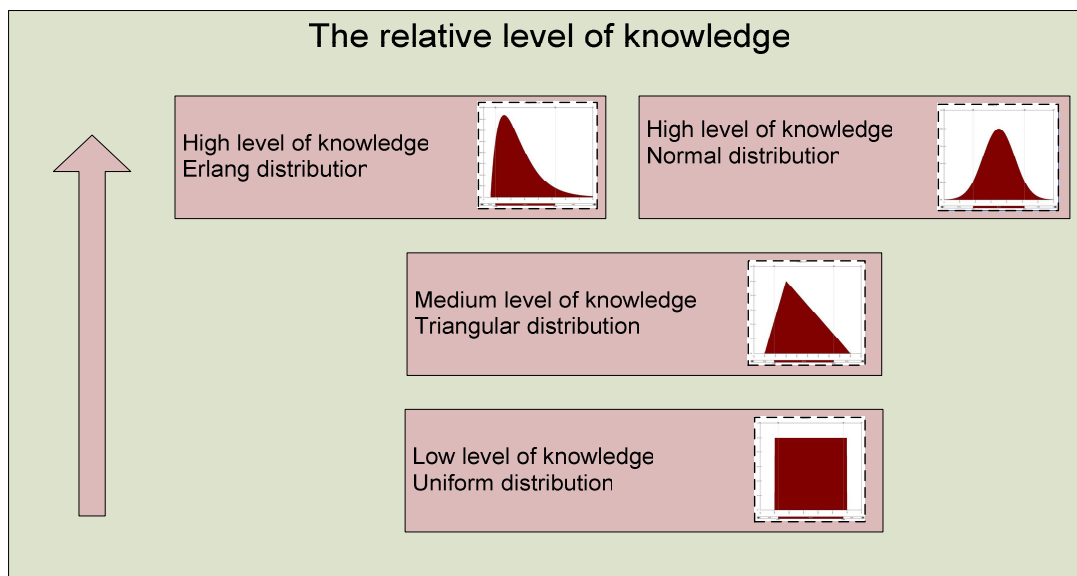 The relative level of knowledge
High level of knowledge
Erlang distribution
High level of knowledge
Normal distribution
Medium level of knowledge
Triangular distribution
Low level of knowledge
Uniform distribution